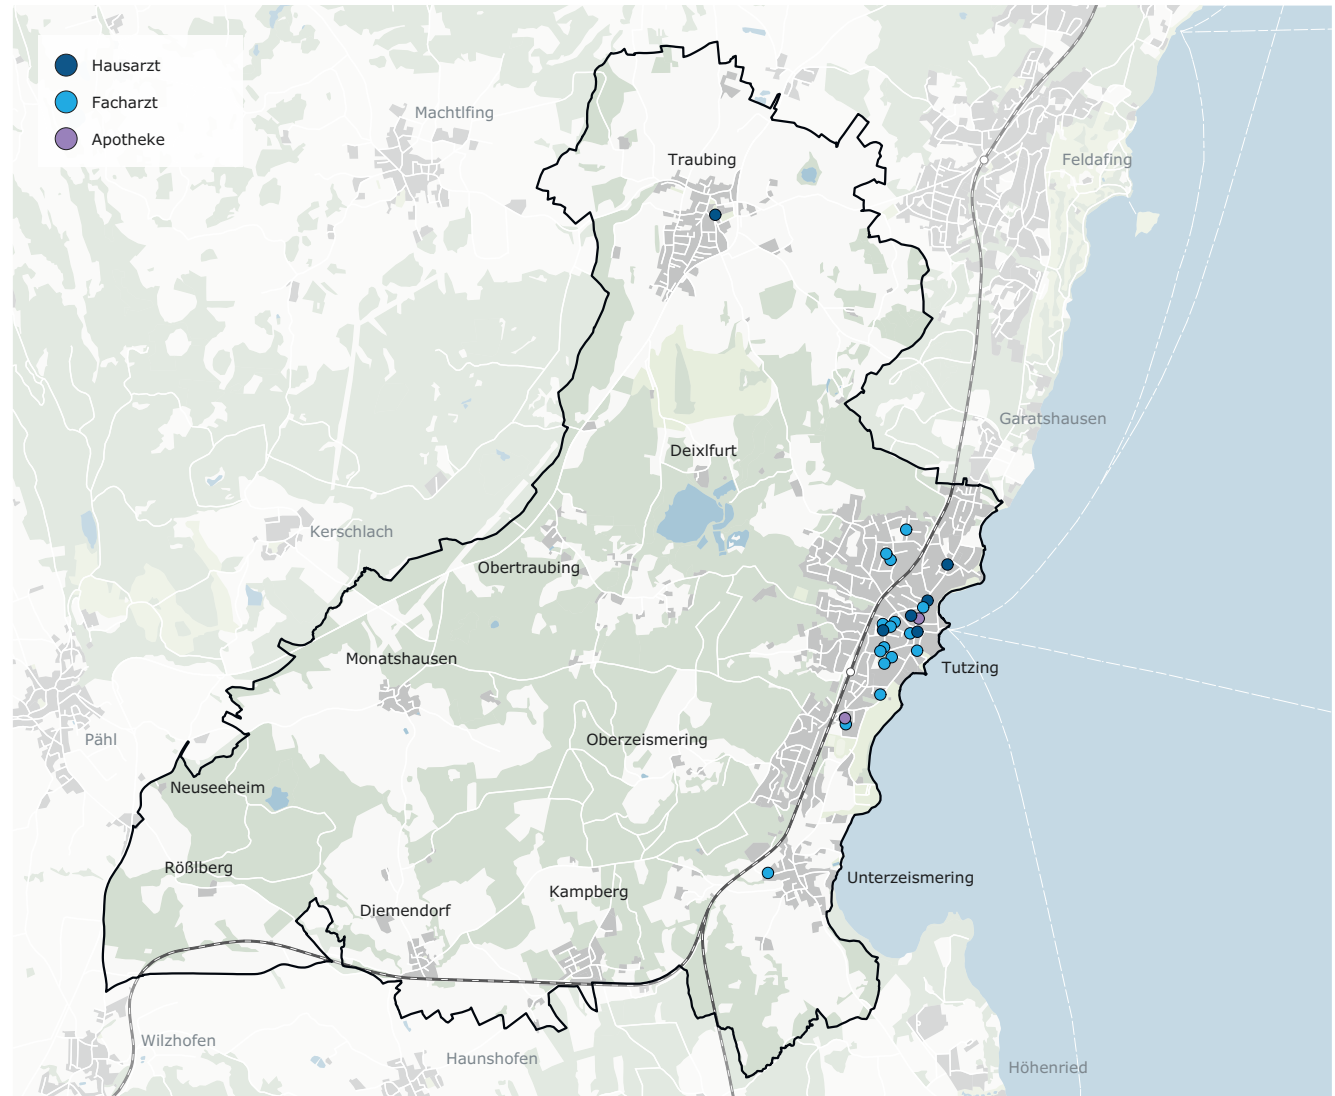 Hausarzt
Facharzt
Apotheke
Machtlfing
Traubing
Feldafing
Garatshausen
Deixlfurt
Kerschlach
Obertraubing
Monatshausen
Tutzing
Pähl
Oberzeismering
Neuseeheim
Rößlberg
Unterzeismering
Kampberg
Diemendorf
Wilzhofen
Haunshofen
Höhenried